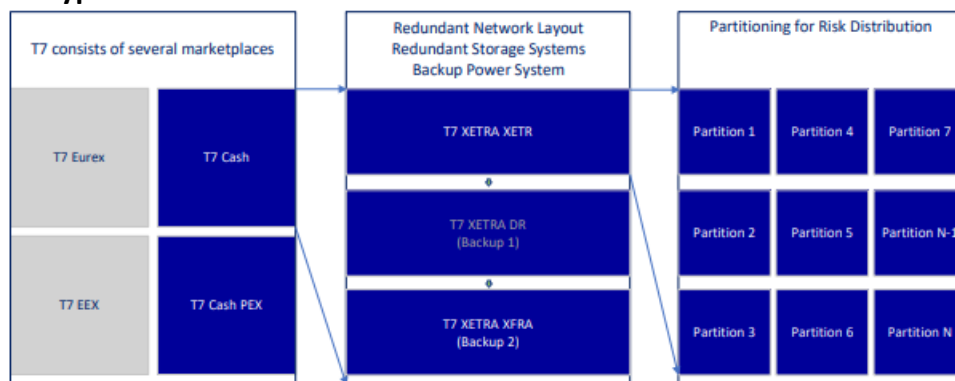 T7 consists of several marketplaces
T7 Eurex
T7 Cash
T7 EEX
T7 Cash PEX
Redundant Network Layout
Redundant Storage Systems
Backup Power System
T7 XETRA XETR
T7 XETRA DR
(Backup 1)
T7 XETRA XFRA
(Backup 2)
Partitioning for Risk Distribution
Partition 1
Partition 4
Partition 7
Partition 2
Partition 5
Partition N-1
Partition 3
Partition 6
Partition N